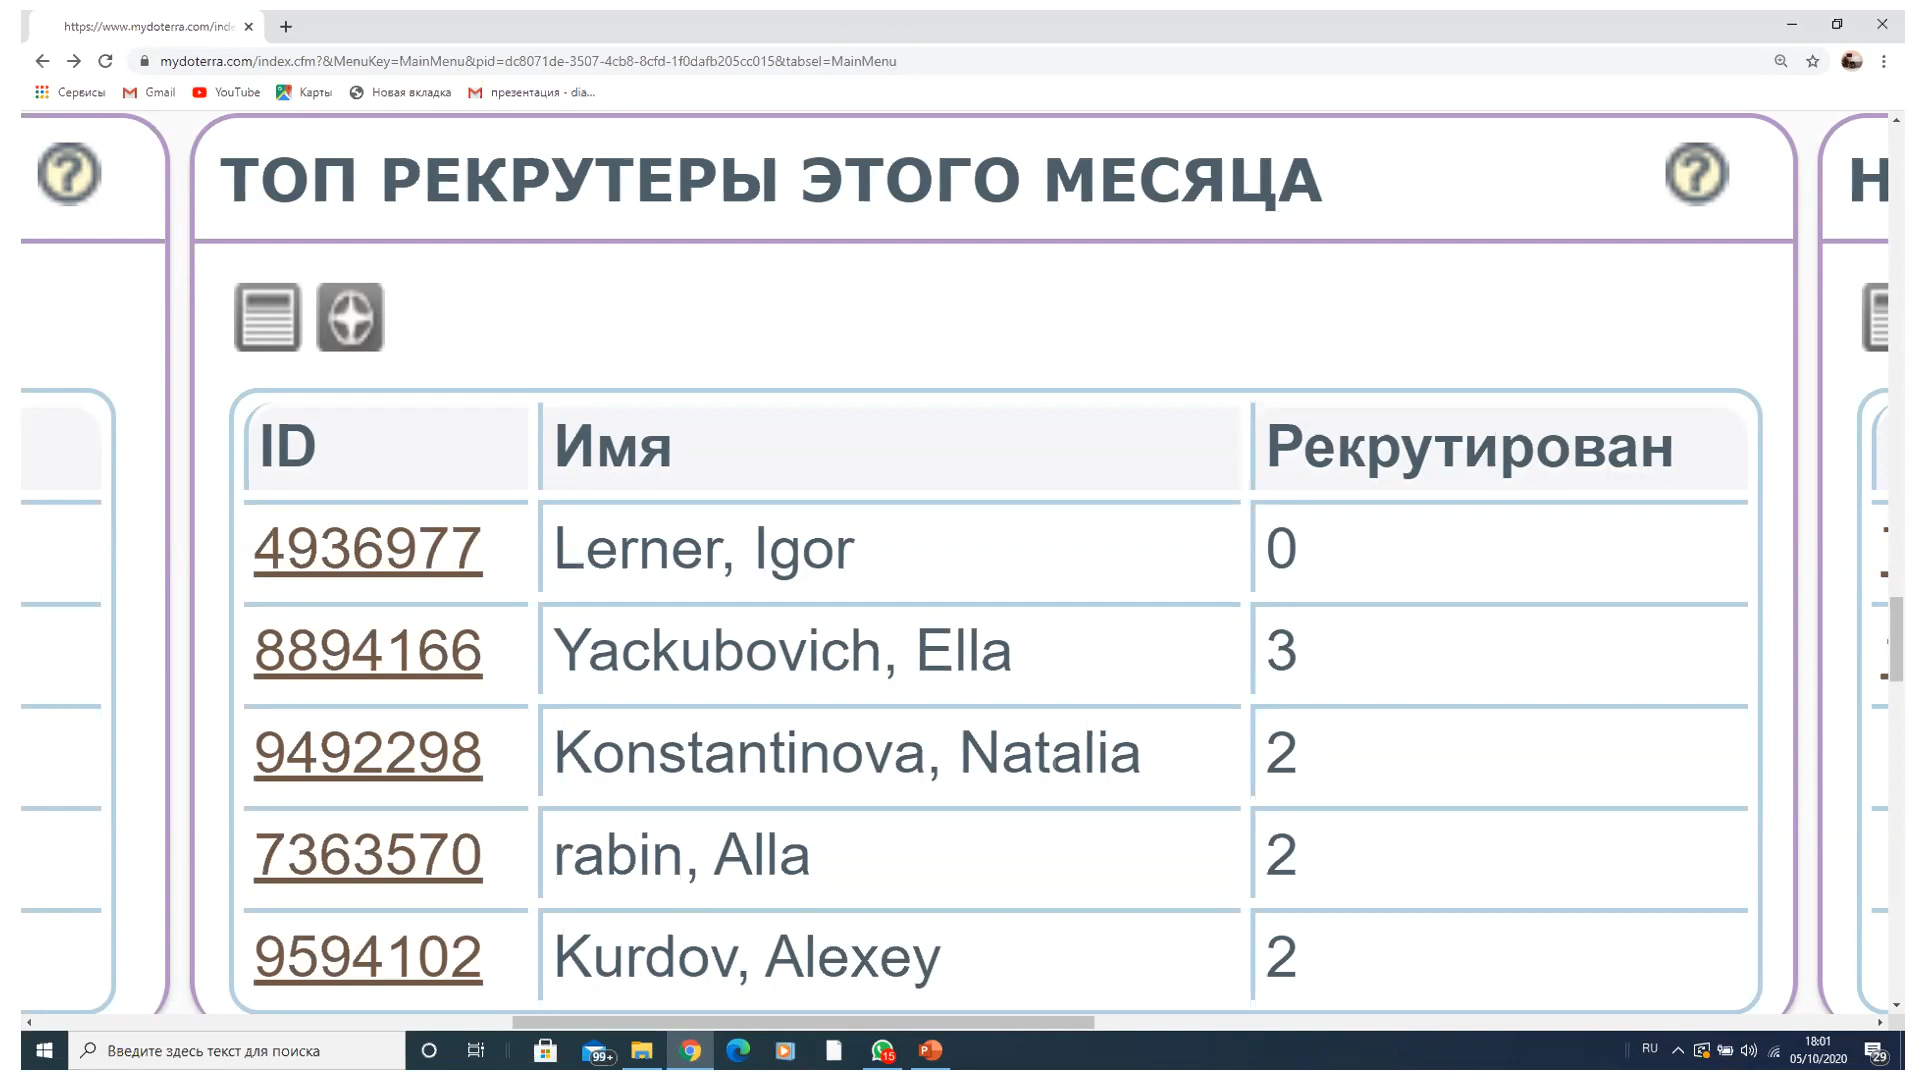 https://www.mydoterra.com/inde
mydoterra.com/index.cfm?&MenuKey=MainMenu&pid=dc8071de-3507-4cb8-8cfd-1f0dafb205cc015&tabsel=MainMenu
Сервисы Gmail YouTube Карты Новая вкладка презентация - dia...
ТОП РЕКРУТЕРЫ ЭТОГО МЕСЯЦА
ID Имя Рекрутирован
4936977 Lerner, Igor 0
8894166 Yackubovich, Ella 3
9492298 Konstantinova, Natalia 2
7363570 rabin, Alla 2
9594102 Kurdov, Alexey 2
Введите здесь текст для поиска 99+ 15 RU 18:01
05/10/2020 29